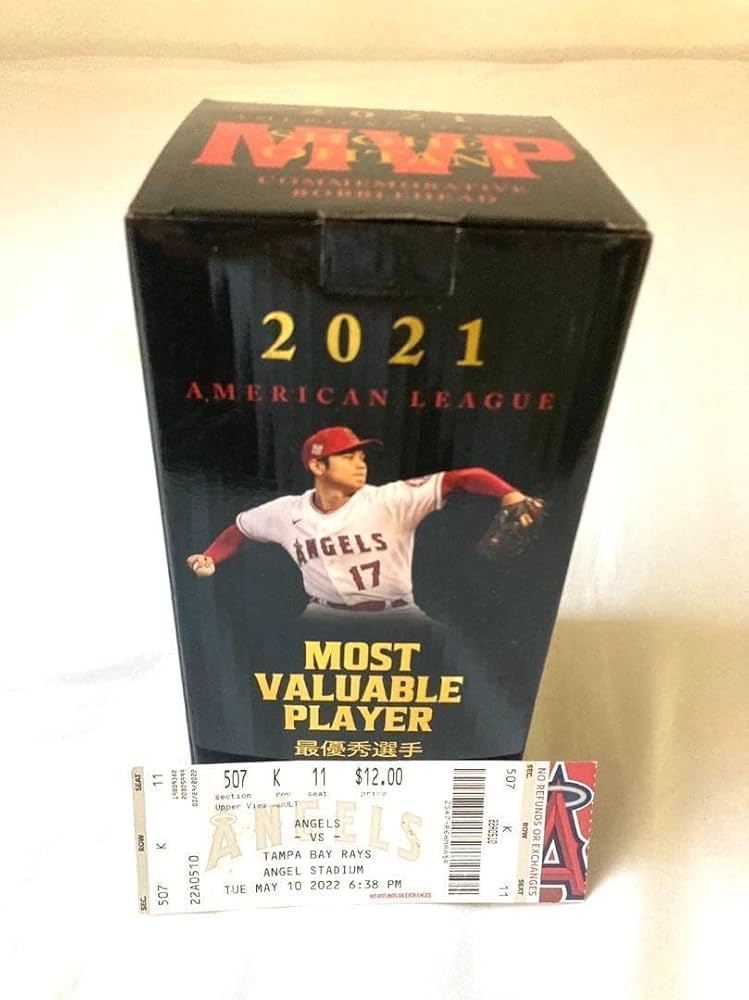 2021
MVP
COMMEMORATIVE
BOBBLEHEAD
2021
AMERICAN LEAGUE
ANGELS
17
MOST
VALUABLE
PLAYER
最優秀選手
507 K 11 $12.00
section row seat price
Upper View ADULT
ANGELS
ANGELS
- VS -
TAMPA BAY RAYS
ANGEL STADIUM
TUE MAY 10 2022 6:38 PM
NO REFUNDS OR EXCHANGES
SEC ROW SEAT
507 K 11
22A0510
22A0510
507 K 11
SEC ROW SEAT
NO REFUNDS OR EXCHANGES
A